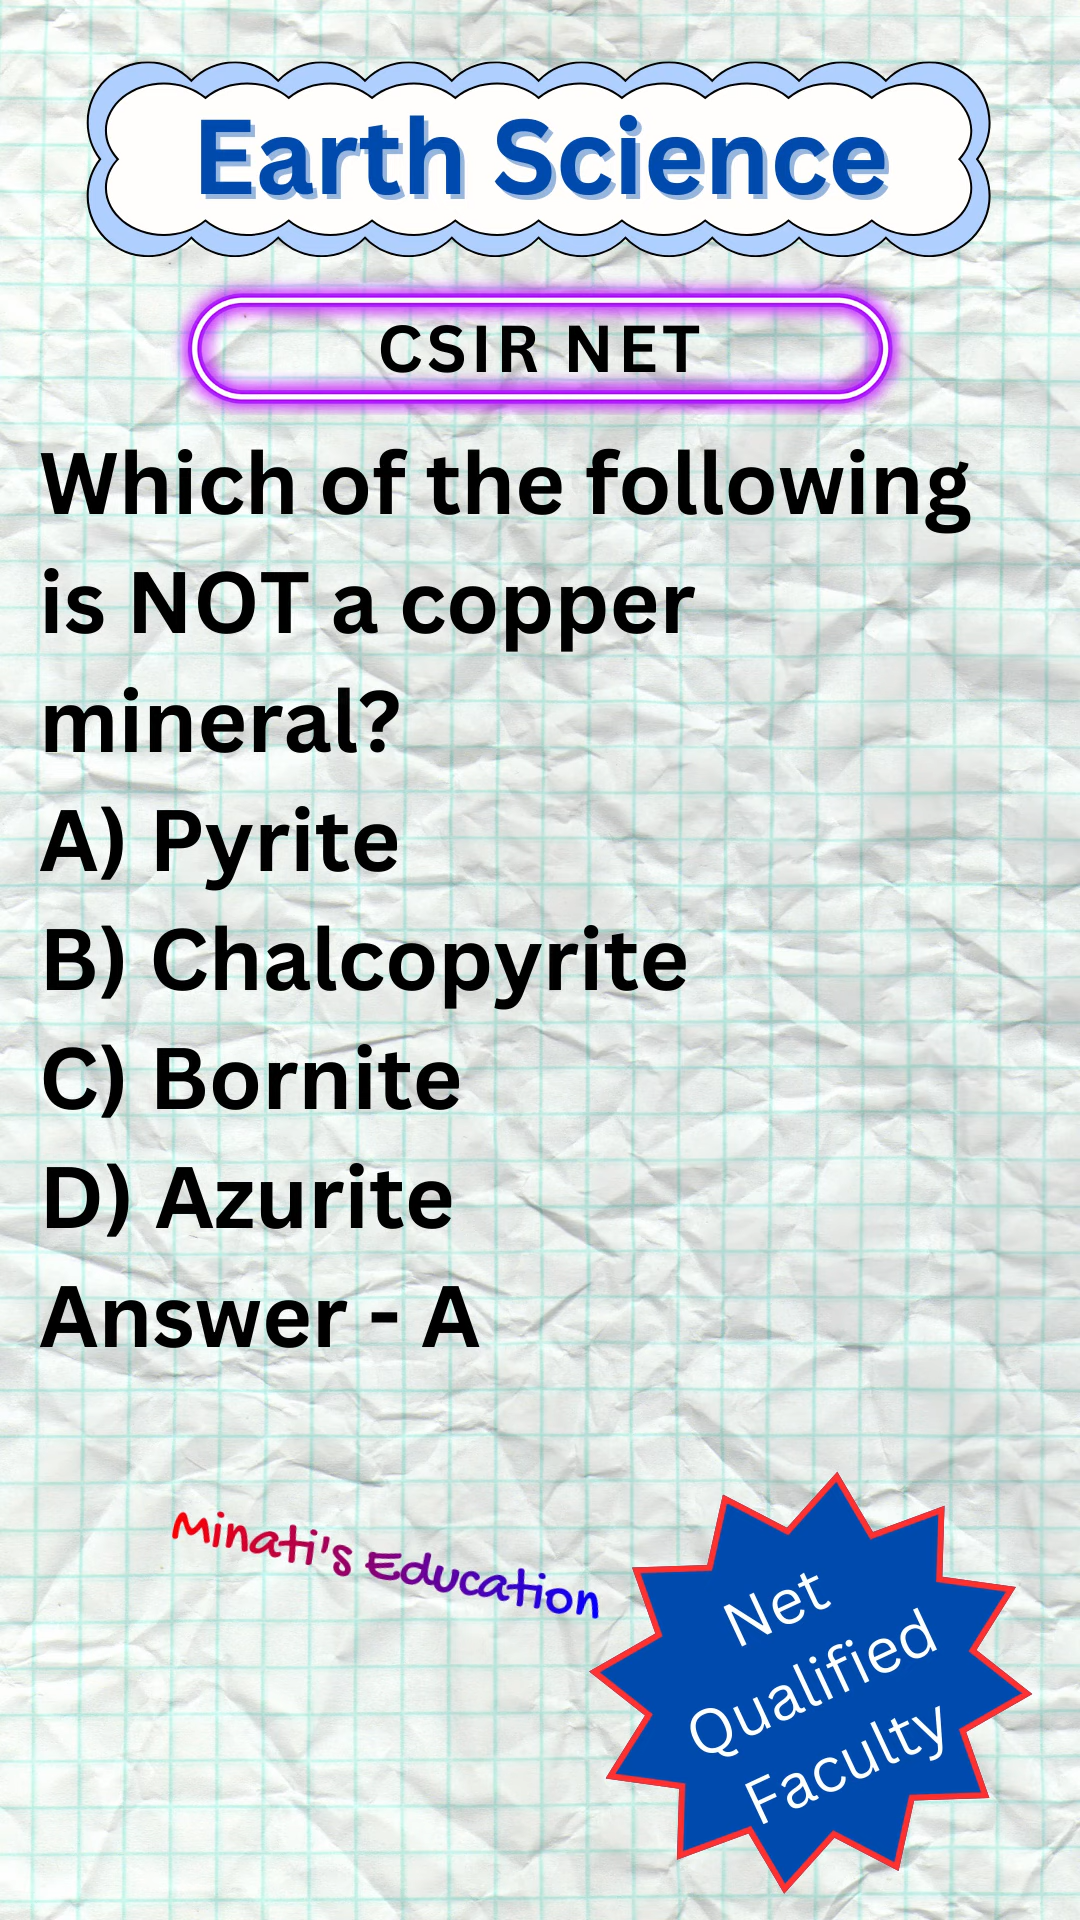 Earth Science
CSIR NET
Which of the following
is NOT a copper
mineral?
A) Pyrite
B) Chalcopyrite
C) Bornite
D) Azurite
Answer - A
Minati's Education
Net
Qualified
Faculty